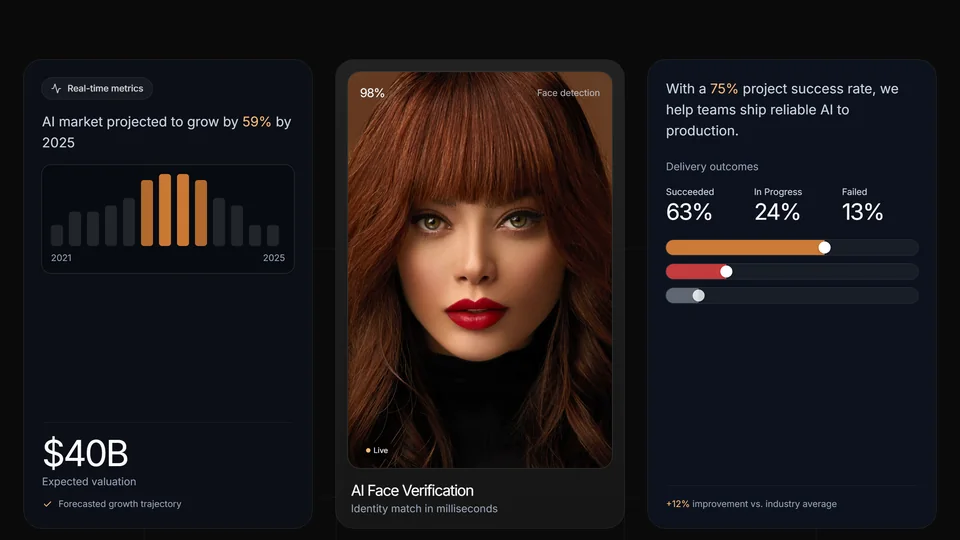 Real-time metrics
AI market projected to grow by 59% by
2025
2021
2025
$40B
Expected valuation
Forecasted growth trajectory
98%
Face detection
Live
AI Face Verification
Identity match in milliseconds
With a 75% project success rate, we
help teams ship reliable AI to
production.
Delivery outcomes
Succeeded
In Progress
Failed
63%
24%
13%
+12% improvement vs. industry average